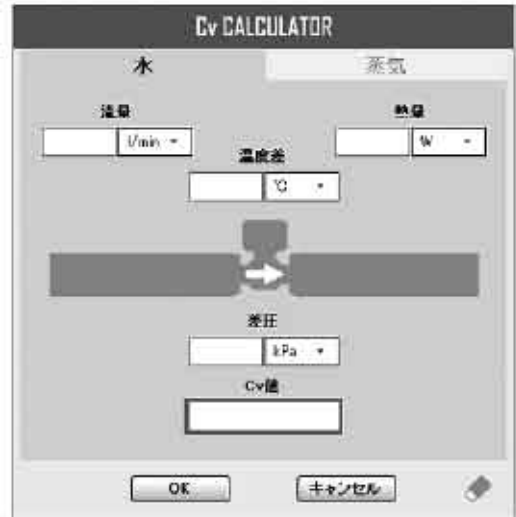 Cv CALCULATOR
水 蒸気
流量 熱量
l/min W
温度差
℃
差圧
kPa
Cv値
OK キャンセル